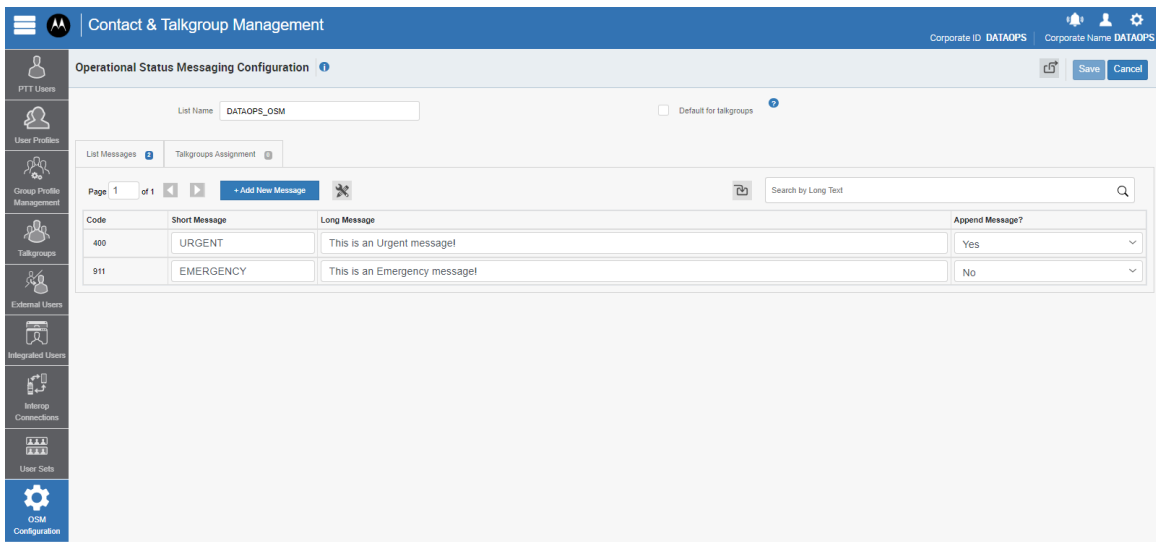 Contact & Talkgroup Management
Corporate ID DATAOPS Corporate Name DATAOPS
PTT Users
User Profiles
Group Profile
Management
Talkgroups
External Users
Integrated Users
Interop
Connections
User Sets
OSM
Configuration
Operational Status Messaging Configuration i
Save Cancel
List Name DATAOPS_OSM Default for talkgroups ?
List Messages 2 Talkgroups Assignment
Page 1 of 1 + Add New Message Search by Long Text
Code Short Message Long Message Append Message?
400 URGENT This is an Urgent message! Yes
911 EMERGENCY This is an Emergency message! No